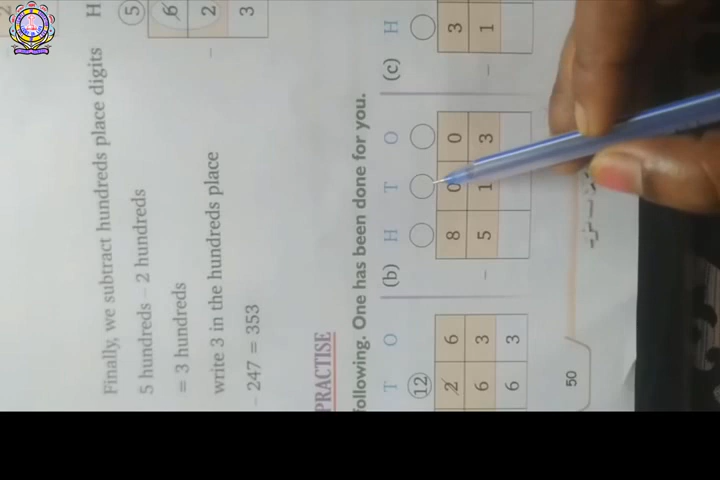 Finally, we subtract hundreds place digits
5 hundreds – 2 hundreds
= 3 hundreds
write 3 in the hundreds place
– 247 = 353
H
5
6
– 2
3
PRACTISE
following. One has been done for you.
T O
12
2 6
6 3
6 3
(b) H T O
8 0 0
– 5 1 3
(c) H
3
– 1
50